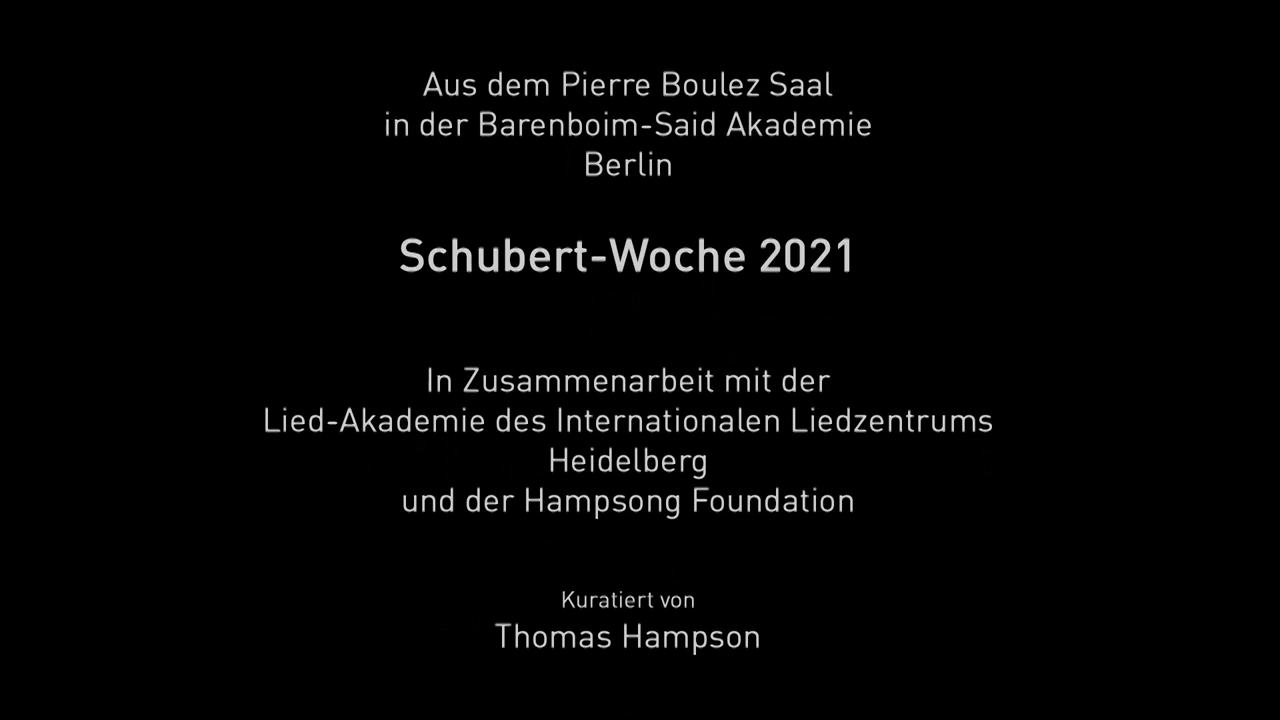 Aus dem Pierre Boulez Saal
in der Barenboim-Said Akademie
Berlin
Schubert-Woche 2021
In Zusammenarbeit mit der
Lied-Akademie des Internationalen Liedzentrums
Heidelberg
und der Hampsong Foundation
Kuratiert von
Thomas Hampson